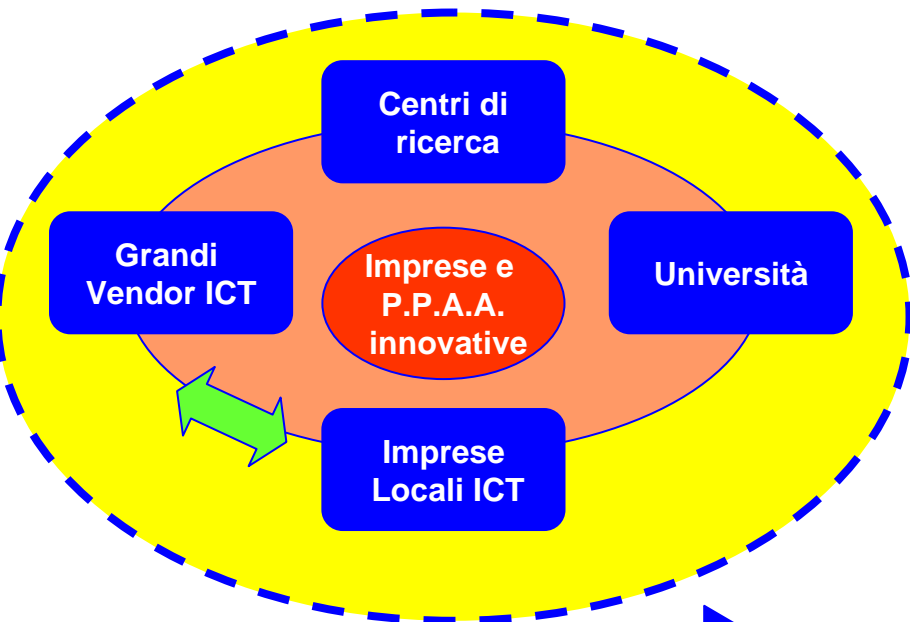 Centri di
ricerca
Grandi
Vendor ICT
Imprese e
P.P.A.A.
innovative
Università
Imprese
Locali ICT